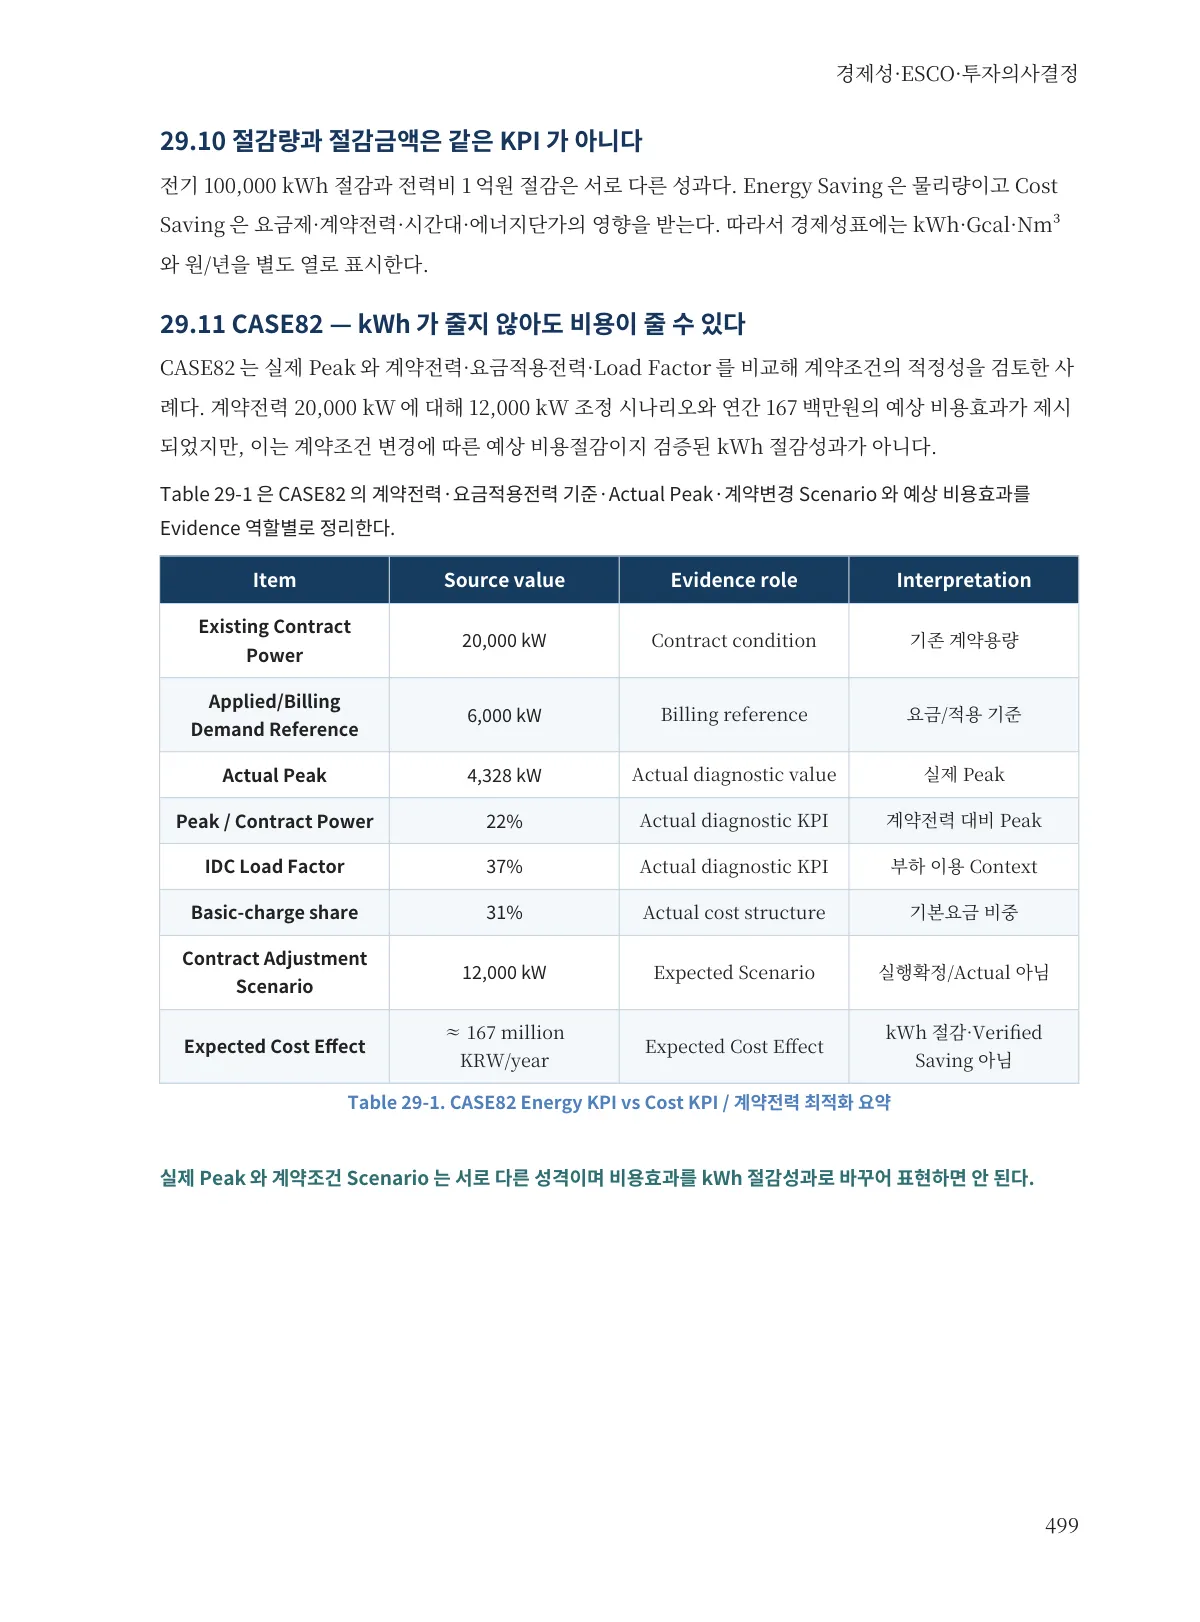 경제성·ESCO·투자의사결정
29.10 절감량과 절감금액은 같은 KPI 가 아니다
전기 100,000 kWh 절감과 전력비 1 억원 절감은 서로 다른 성과다. Energy Saving 은 물리량이고 Cost
Saving 은 요금제·계약전력·시간대·에너지단가의 영향을 받는다. 따라서 경제성표에는 kWh·Gcal·Nm³
와 원/년을 별도 열로 표시한다.
29.11 CASE82 — kWh 가 줄지 않아도 비용이 줄 수 있다
CASE82 는 실제 Peak 와 계약전력·요금적용전력·Load Factor 를 비교해 계약조건의 적정성을 검토한 사
례다. 계약전력 20,000 kW 에 대해 12,000 kW 조정 시나리오와 연간 167 백만원의 예상 비용효과가 제시
되었지만, 이는 계약조건 변경에 따른 예상 비용절감이지 검증된 kWh 절감성과가 아니다.
Table 29-1 은 CASE82 의 계약전력·요금적용전력 기준·Actual Peak·계약변경 Scenario 와 예상 비용효과를
Evidence 역할별로 정리한다.
Item Source value Evidence role Interpretation
Existing Contract
Power 20,000 kW Contract condition 기존 계약용량
Applied/Billing
Demand Reference 6,000 kW Billing reference 요금/적용 기준
Actual Peak 4,328 kW Actual diagnostic value 실제 Peak
Peak / Contract Power 22% Actual diagnostic KPI 계약전력 대비 Peak
IDC Load Factor 37% Actual diagnostic KPI 부하 이용 Context
Basic-charge share 31% Actual cost structure 기본요금 비중
Contract Adjustment
Scenario 12,000 kW Expected Scenario 실행확정/Actual 아님
Expected Cost Effect ≈ 167 million
KRW/year Expected Cost Effect kWh 절감·Verified
Saving 아님
Table 29-1. CASE82 Energy KPI vs Cost KPI / 계약전력 최적화 요약
실제 Peak 와 계약조건 Scenario 는 서로 다른 성격이며 비용효과를 kWh 절감성과로 바꾸어 표현하면 안 된다.
499